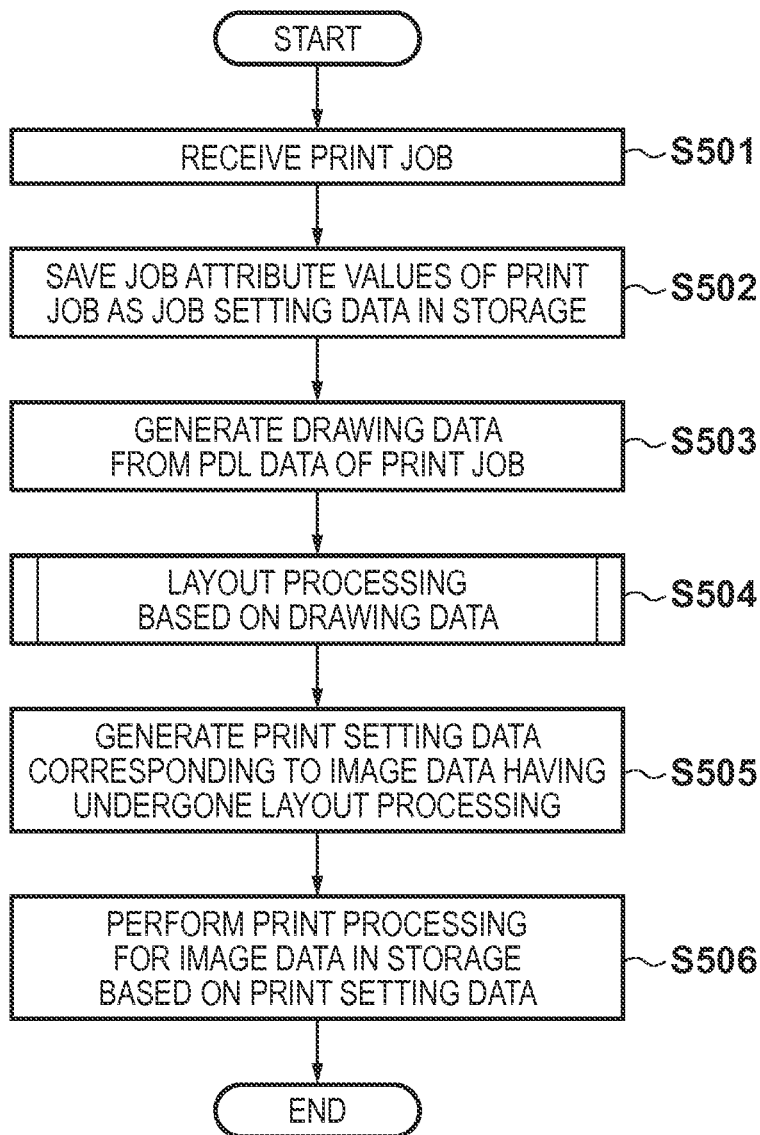 START
RECEIVE PRINT JOB
S501
SAVE JOB ATTRIBUTE VALUES OF PRINT
JOB AS JOB SETTING DATA IN STORAGE
S502
GENERATE DRAWING DATA
FROM PDL DATA OF PRINT JOB
S503
LAYOUT PROCESSING
BASED ON DRAWING DATA
S504
GENERATE PRINT SETTING DATA
CORRESPONDING TO IMAGE DATA HAVING
UNDERGONE LAYOUT PROCESSING
S505
PERFORM PRINT PROCESSING
FOR IMAGE DATA IN STORAGE
BASED ON PRINT SETTING DATA
S506
END